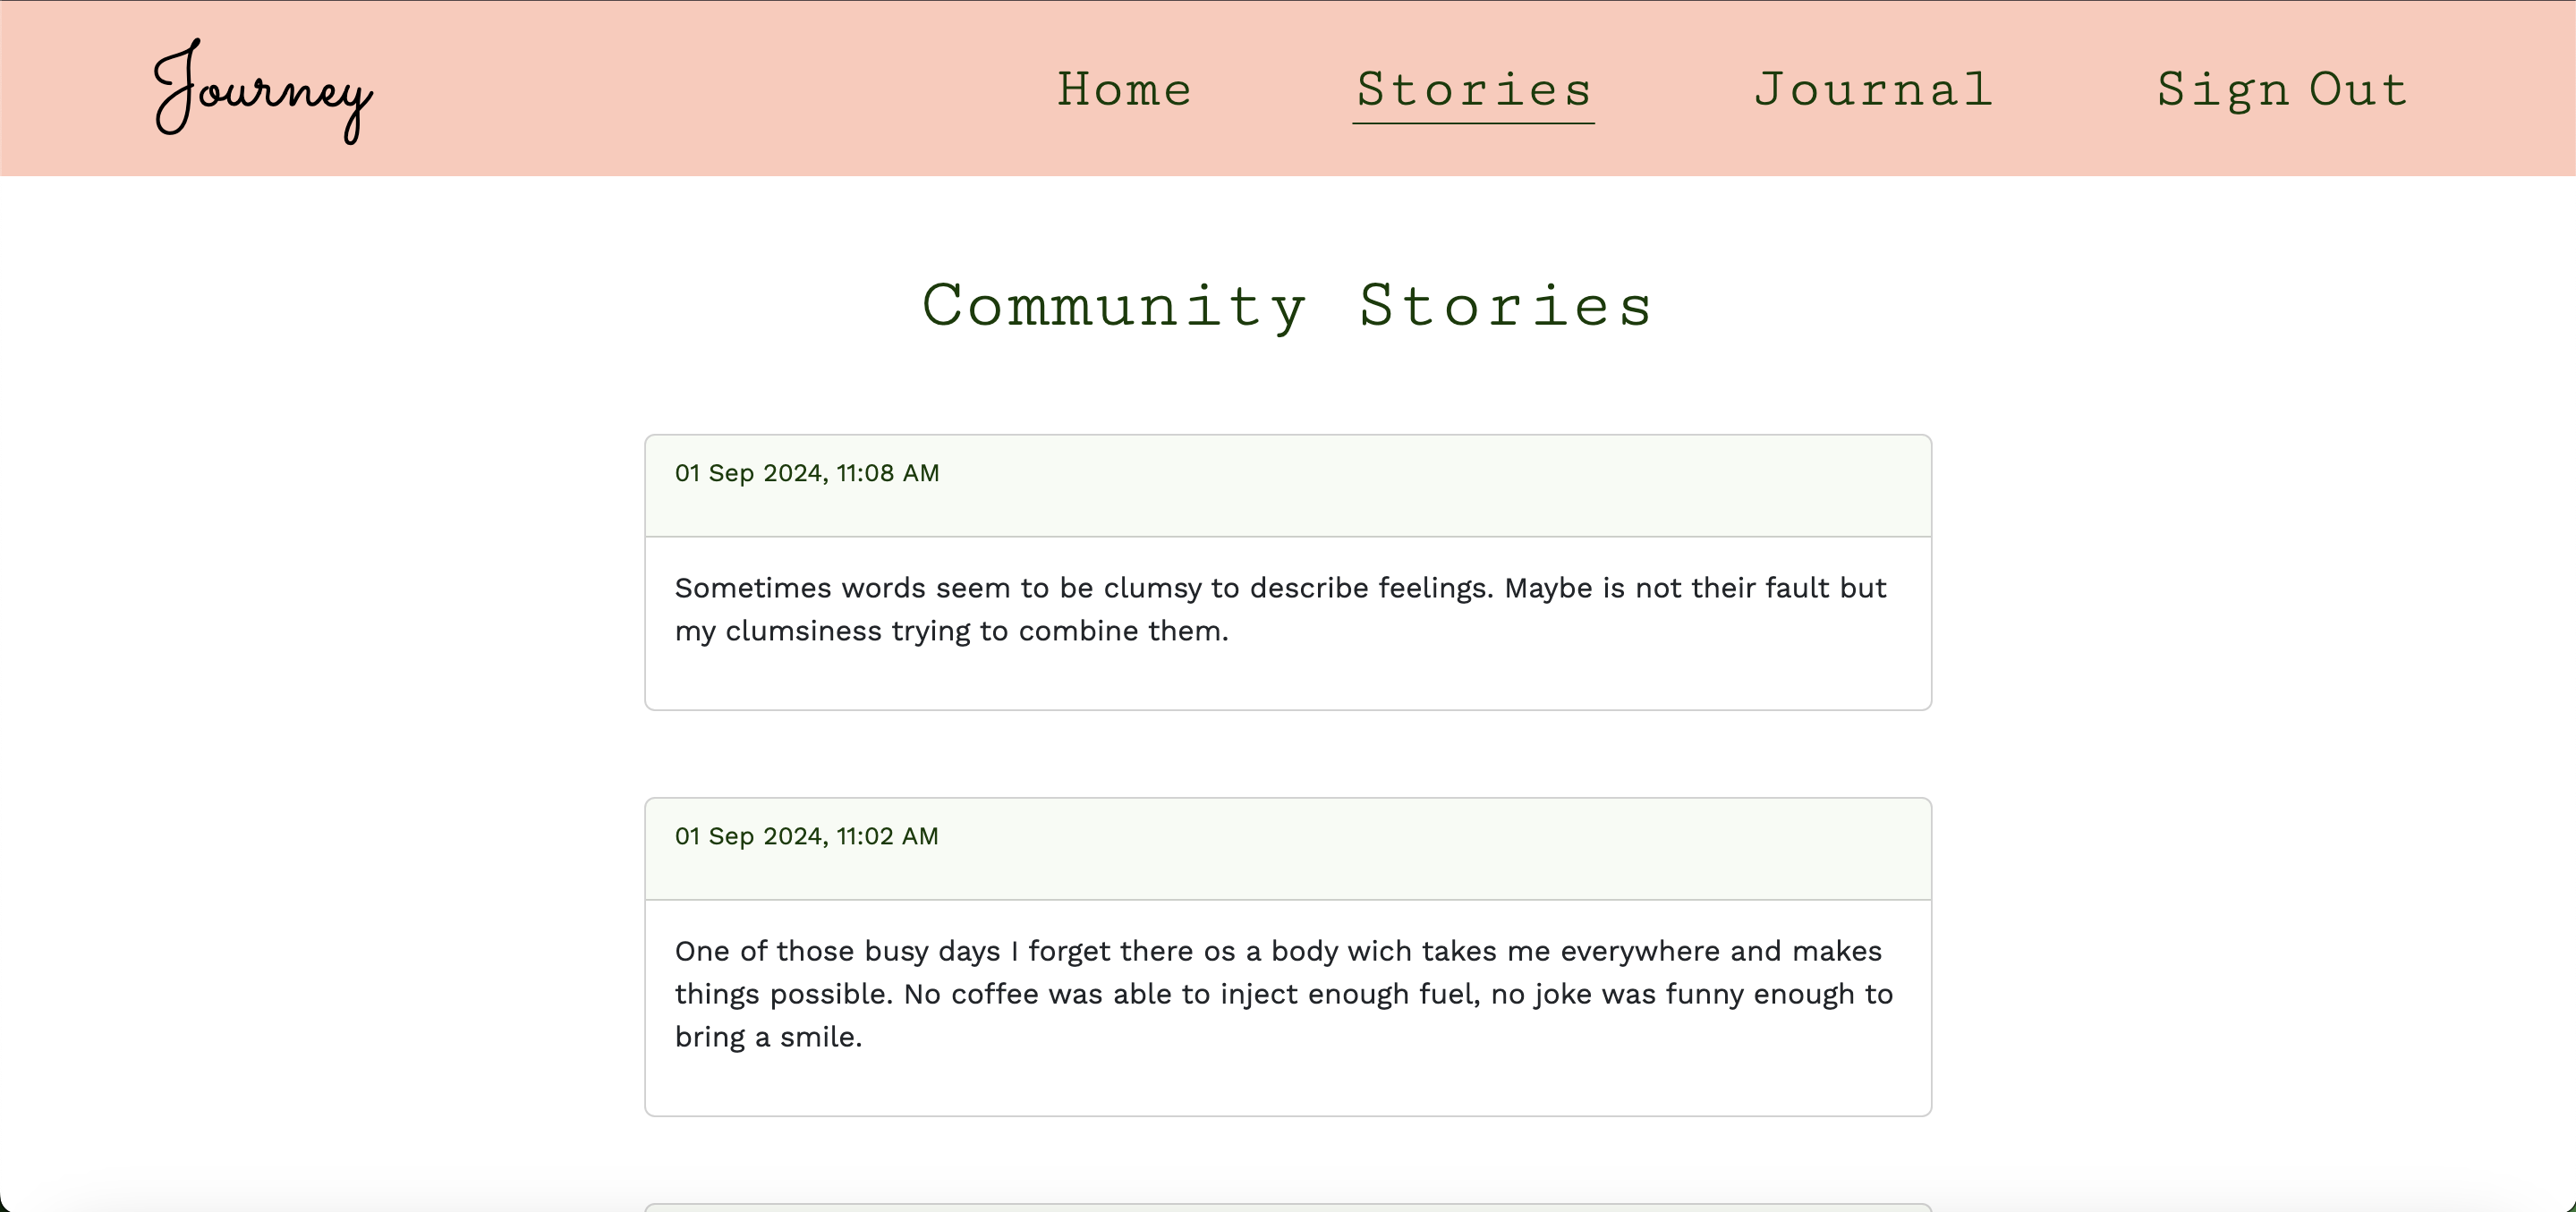 Journey
Home
Stories
Journal
Sign Out
Community Stories
01 Sep 2024, 11:08 AM
Sometimes words seem to be clumsy to describe feelings. Maybe is not their fault but
my clumsiness trying to combine them.
01 Sep 2024, 11:02 AM
One of those busy days I forget there os a body wich takes me everywhere and makes
things possible. No coffee was able to inject enough fuel, no joke was funny enough to
bring a smile.